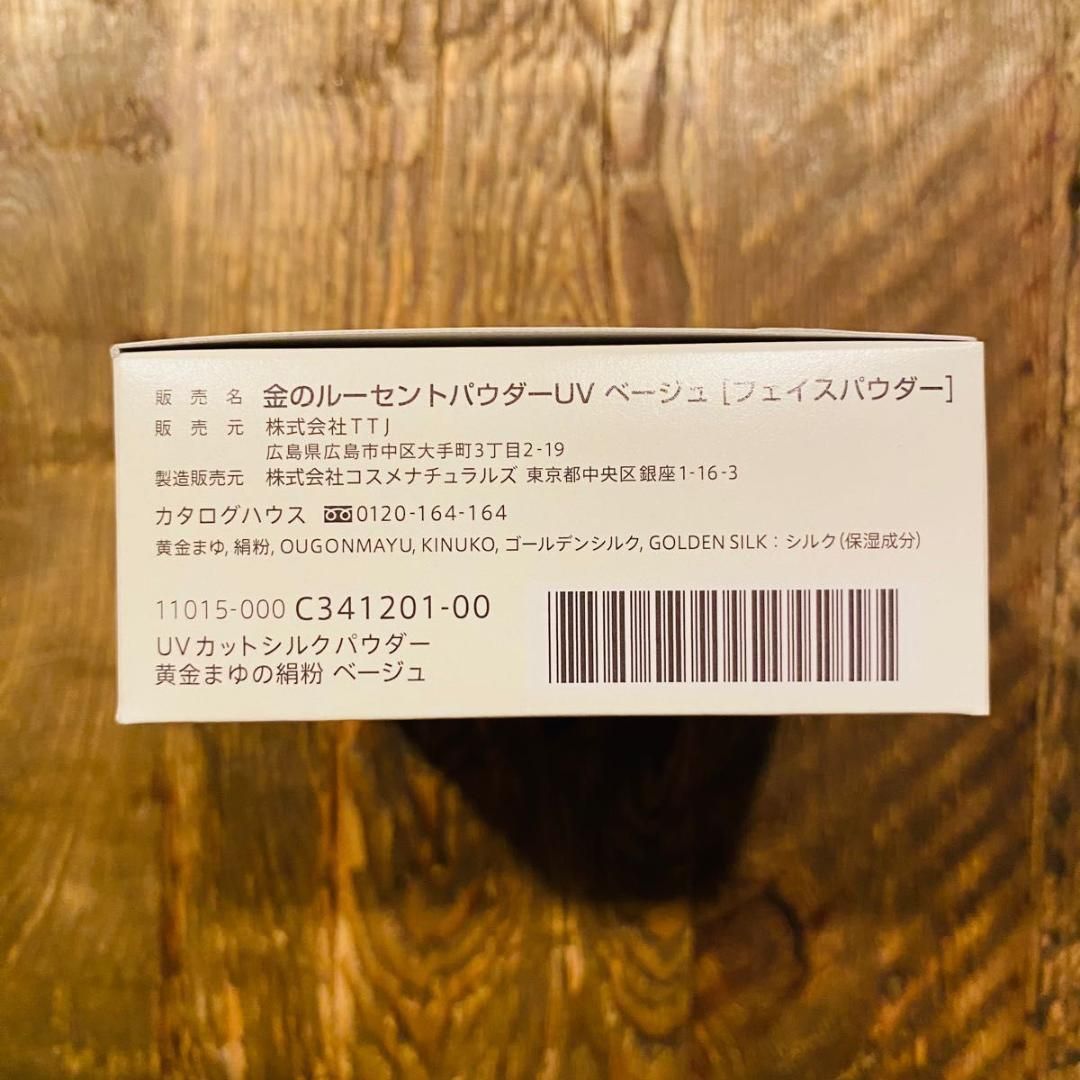 販売名 金のルーセントパウダーUV ベージュ [フェイスパウダー]
販売元 株式会社TTJ
広島県広島市中区大手町3丁目2-19
製造販売元 株式会社コスメナチュラルズ 東京都中央区銀座1-16-3
カタログハウス 0120-164-164
黄金まゆ, 絹粉, OUGONMAYU, KINUKO, ゴールデンシルク, GOLDEN SILK：シルク(保湿成分)
11015-000 C341201-00
UVカットシルクパウダー
黄金まゆの絹粉 ベージュ